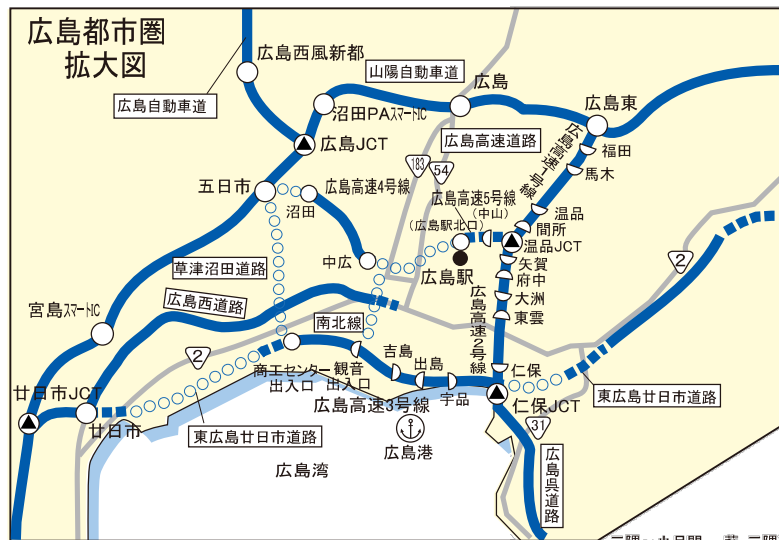 広島都市圏
拡大図
広島西風新都
山陽自動車道
広島
広島東
広島自動車道
沼田PAスマートIC
広島JCT
広島高速道路
広島高速1号線
福田
馬木
183
54
五日市
広島高速4号線
沼田
広島高速5号線
(中山)
(広島駅北口)
温品
間所
温品JCT
中広
広島駅
矢賀
府中
大洲
東雲
2
草津沼田道路
広島西道路
宮島スマートIC
南北線
広島高速2号線
2
商工センター
出入口
観音
出入口
吉島
出島
宇品
仁保
仁保JCT
東広島廿日市道路
廿日市JCT
廿日市
東広島廿日市道路
広島高速3号線
31
広島港
広島湾
広島呉道路